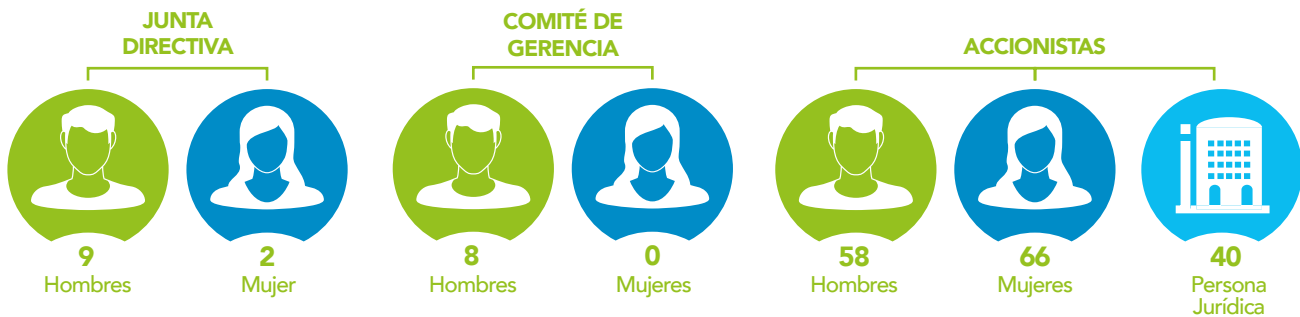 JUNTA
DIRECTIVA
9
Hombres
2
Mujer
COMITÉ DE
GERENCIA
8
Hombres
0
Mujeres
ACCIONISTAS
58
Hombres
66
Mujeres
40
Persona
Jurídica